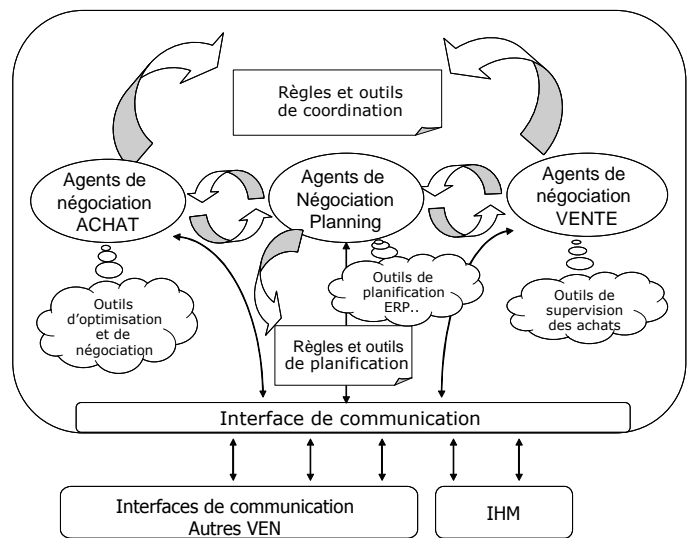 Règles et outils
de coordination
Agents de
négociation
ACHAT
Agents de
Négociation
Planning
Agents de
négociation
VENTE
Outils
d'optimisation
et de
négociation
Outils de
planification
ERP..
Outils de
supervision
des achats
Règles et outils
de planification
Interface de communication
Interfaces de communication
Autres VEN
IHM